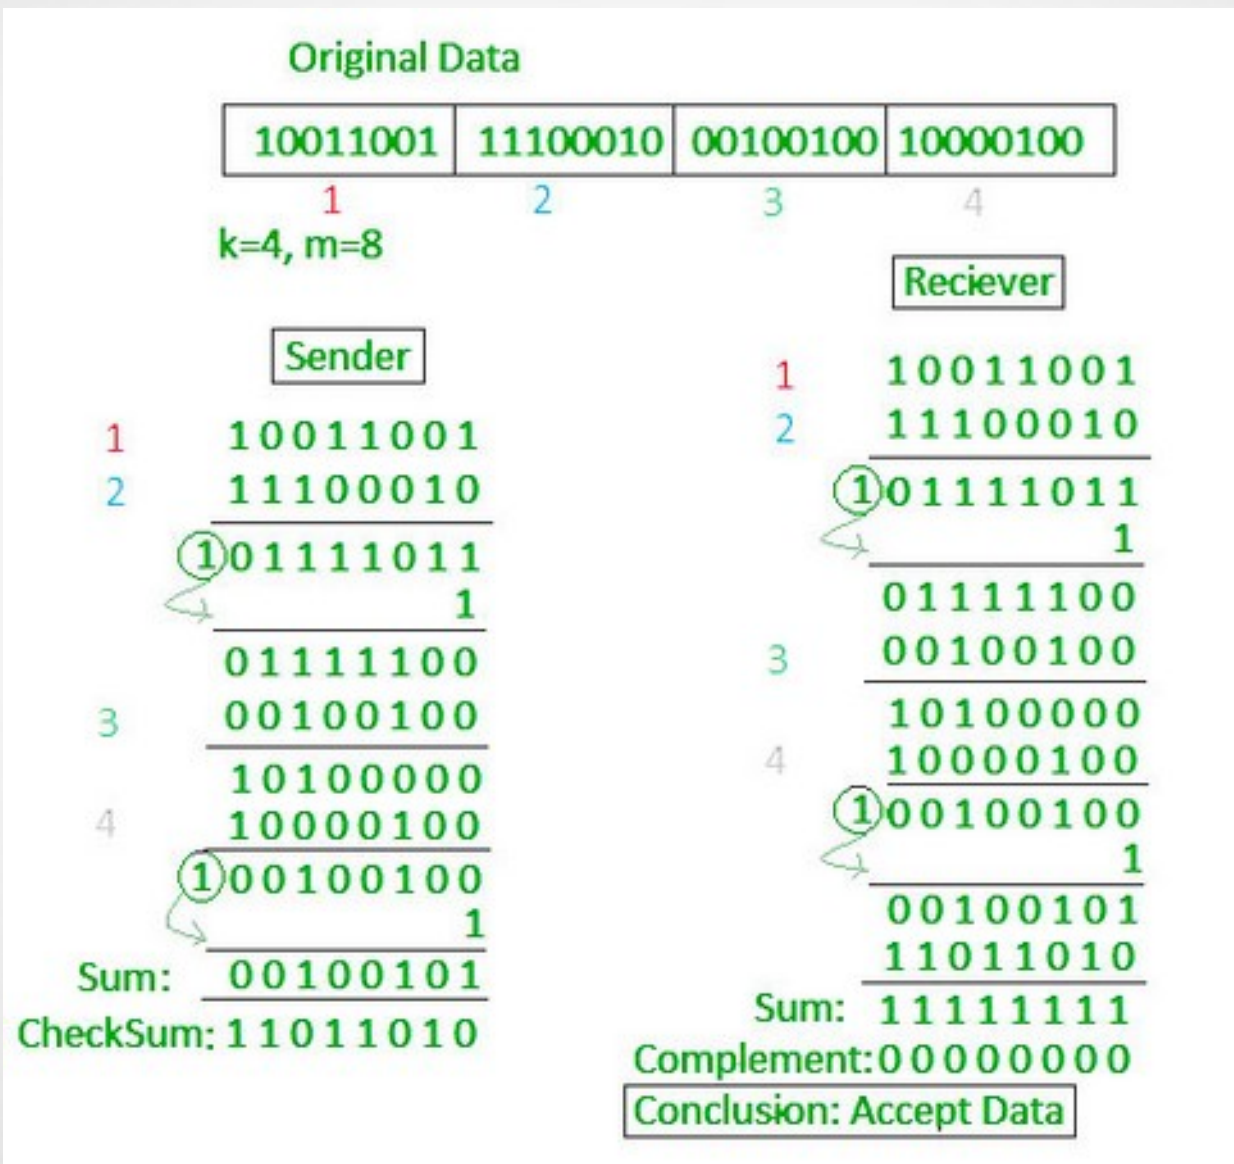 Original Data
10011001 11100010 00100100 10000100
1 2 3 4
k=4, m=8
Sender
1 10011001
2 11100010
1 01111011
1
01111100
3 00100100
10100000
4 10000100
1 00100100
1
Sum: 00100101
CheckSum: 11011010
Reciever
1 10011001
2 11100010
1 01111011
1
01111100
3 00100100
10100000
4 10000100
1 00100100
1
00100101
11011010
Sum: 11111111
Complement: 00000000
Conclusion: Accept Data